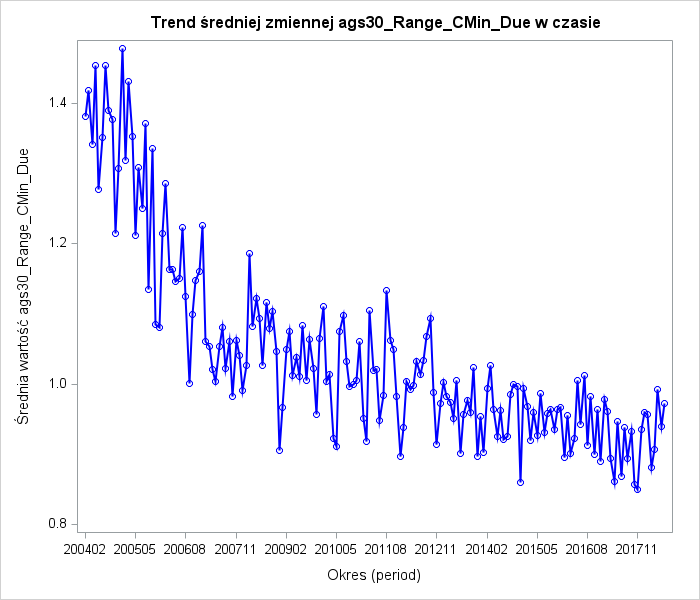 Trend średniej zmiennej ags30_Range_CMin_Due w czasie
Średnia wartość ags30_Range_CMin_Due
1.4
1.2
1.0
0.8
200402 200505 200608 200711 200902 201005 201108 201211 201402 201505 201608 201711
Okres (period)